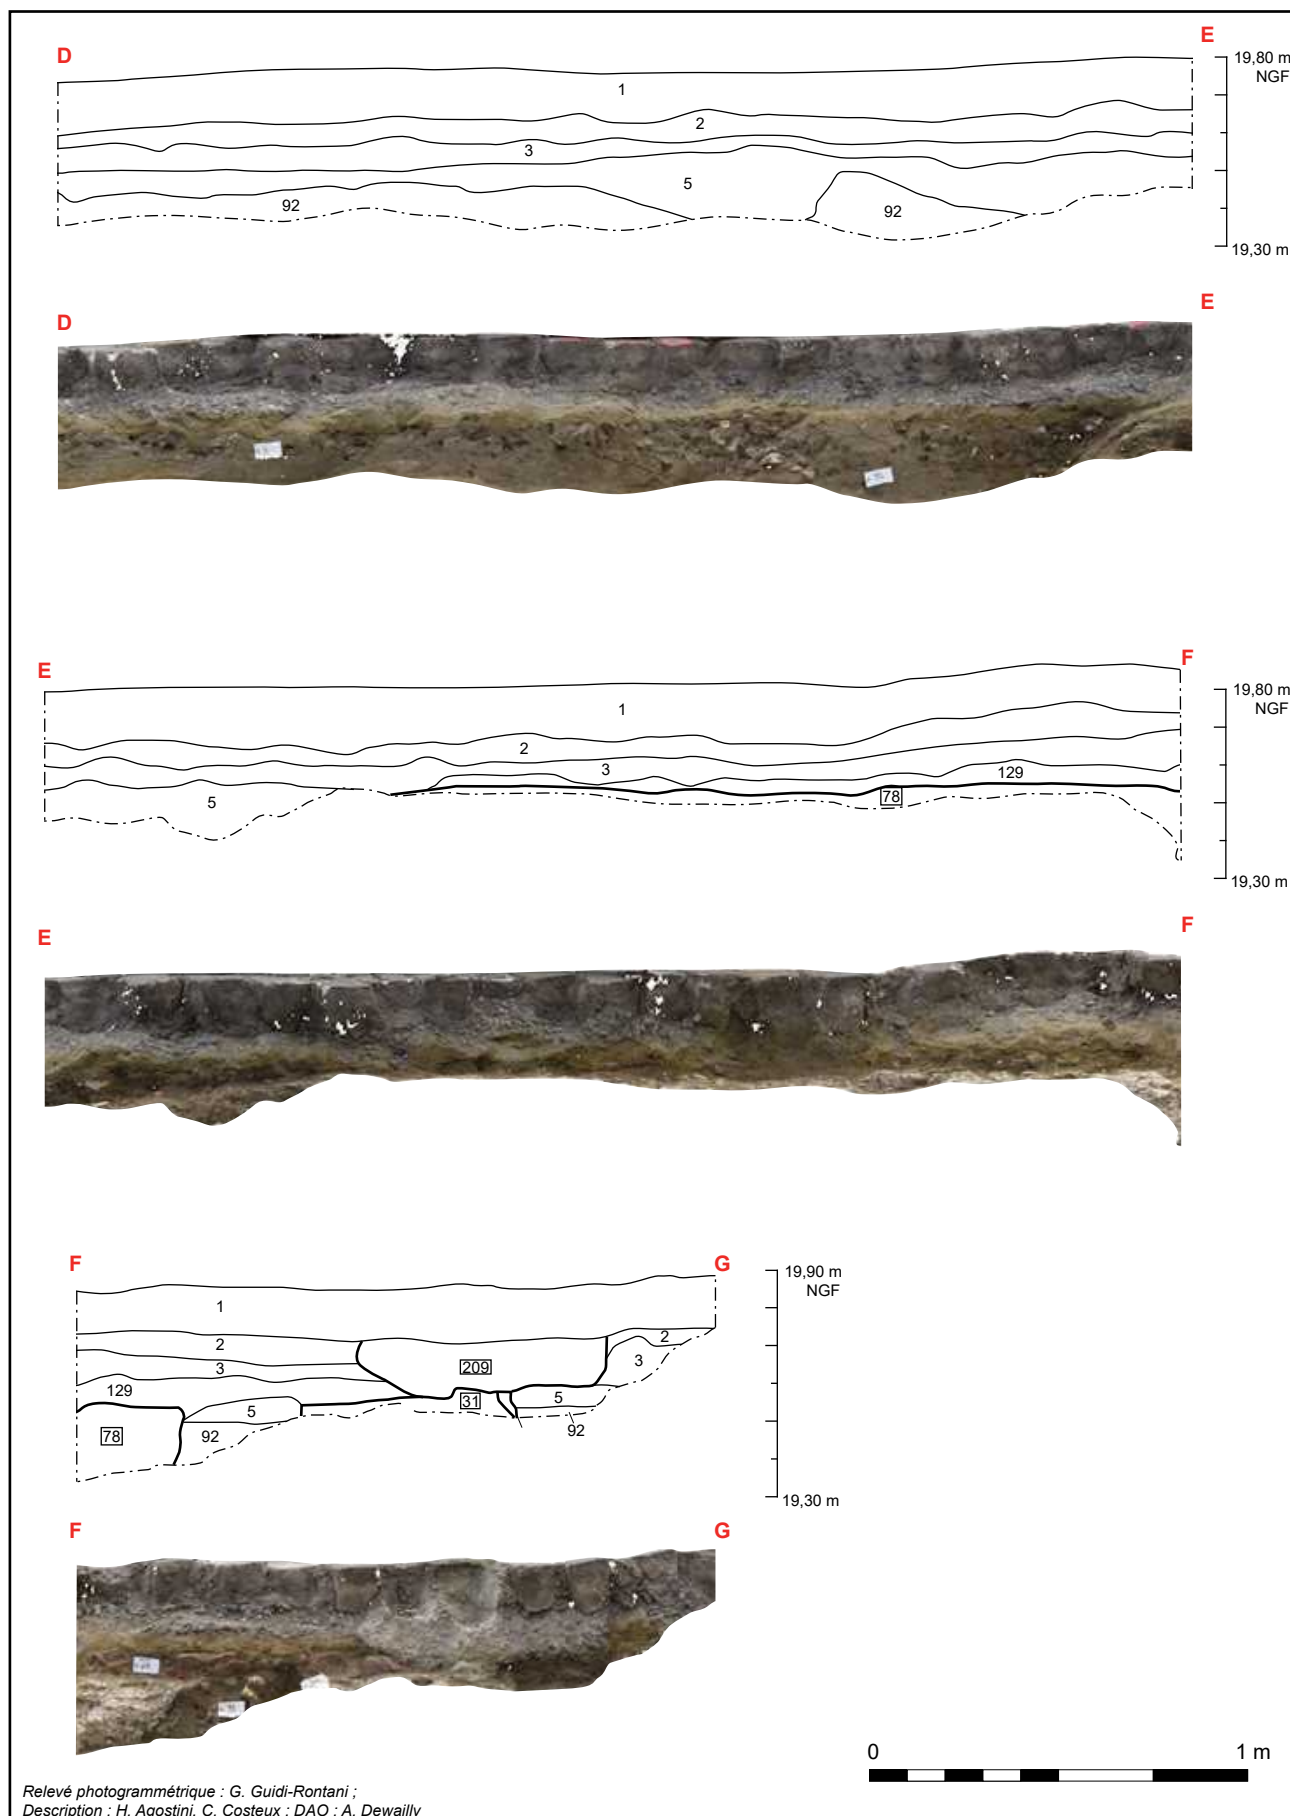 D
E
19,80 m
NGF
1
2
3
5
92
92
19,30 m
D
E
E
F
19,80 m
NGF
1
2
3
129
5
78
19,30 m
E
F
F
G
19,90 m
NGF
1
2
2
3
209
3
129
31
5
5
78
92
92
19,30 m
F
G
0
1 m
Relevé photogrammétrique : G. Guidi-Rontani ;
Description : H. Agostini, C. Costeux ; DAO : A. Dewailly